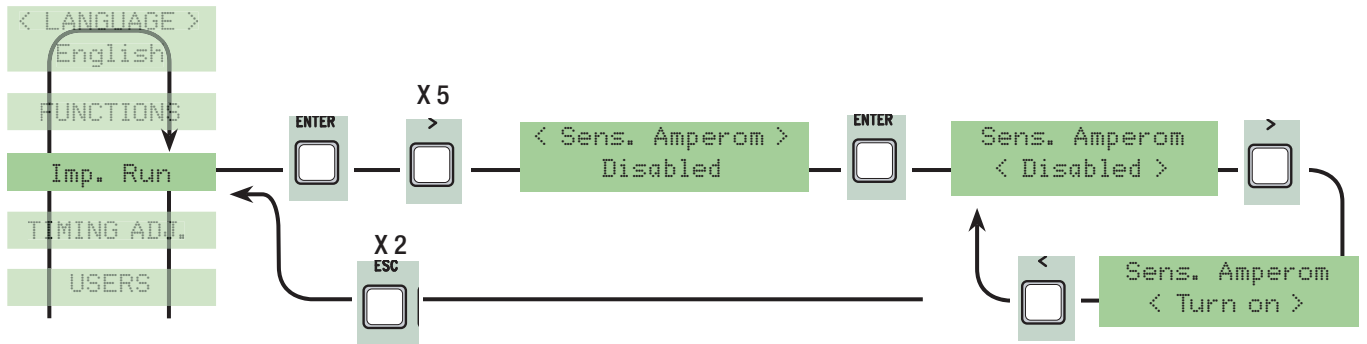 < LANGUAGE >
English
FUNCTIONS
Imp. Run
TIMING ADJ.
USERS
ENTER
X 5
>
< Sens. Amperom >
Disabled
ENTER
Sens. Amperom
< Disabled >
>
X 2
ESC
<
Sens. Amperom
< Turn on >